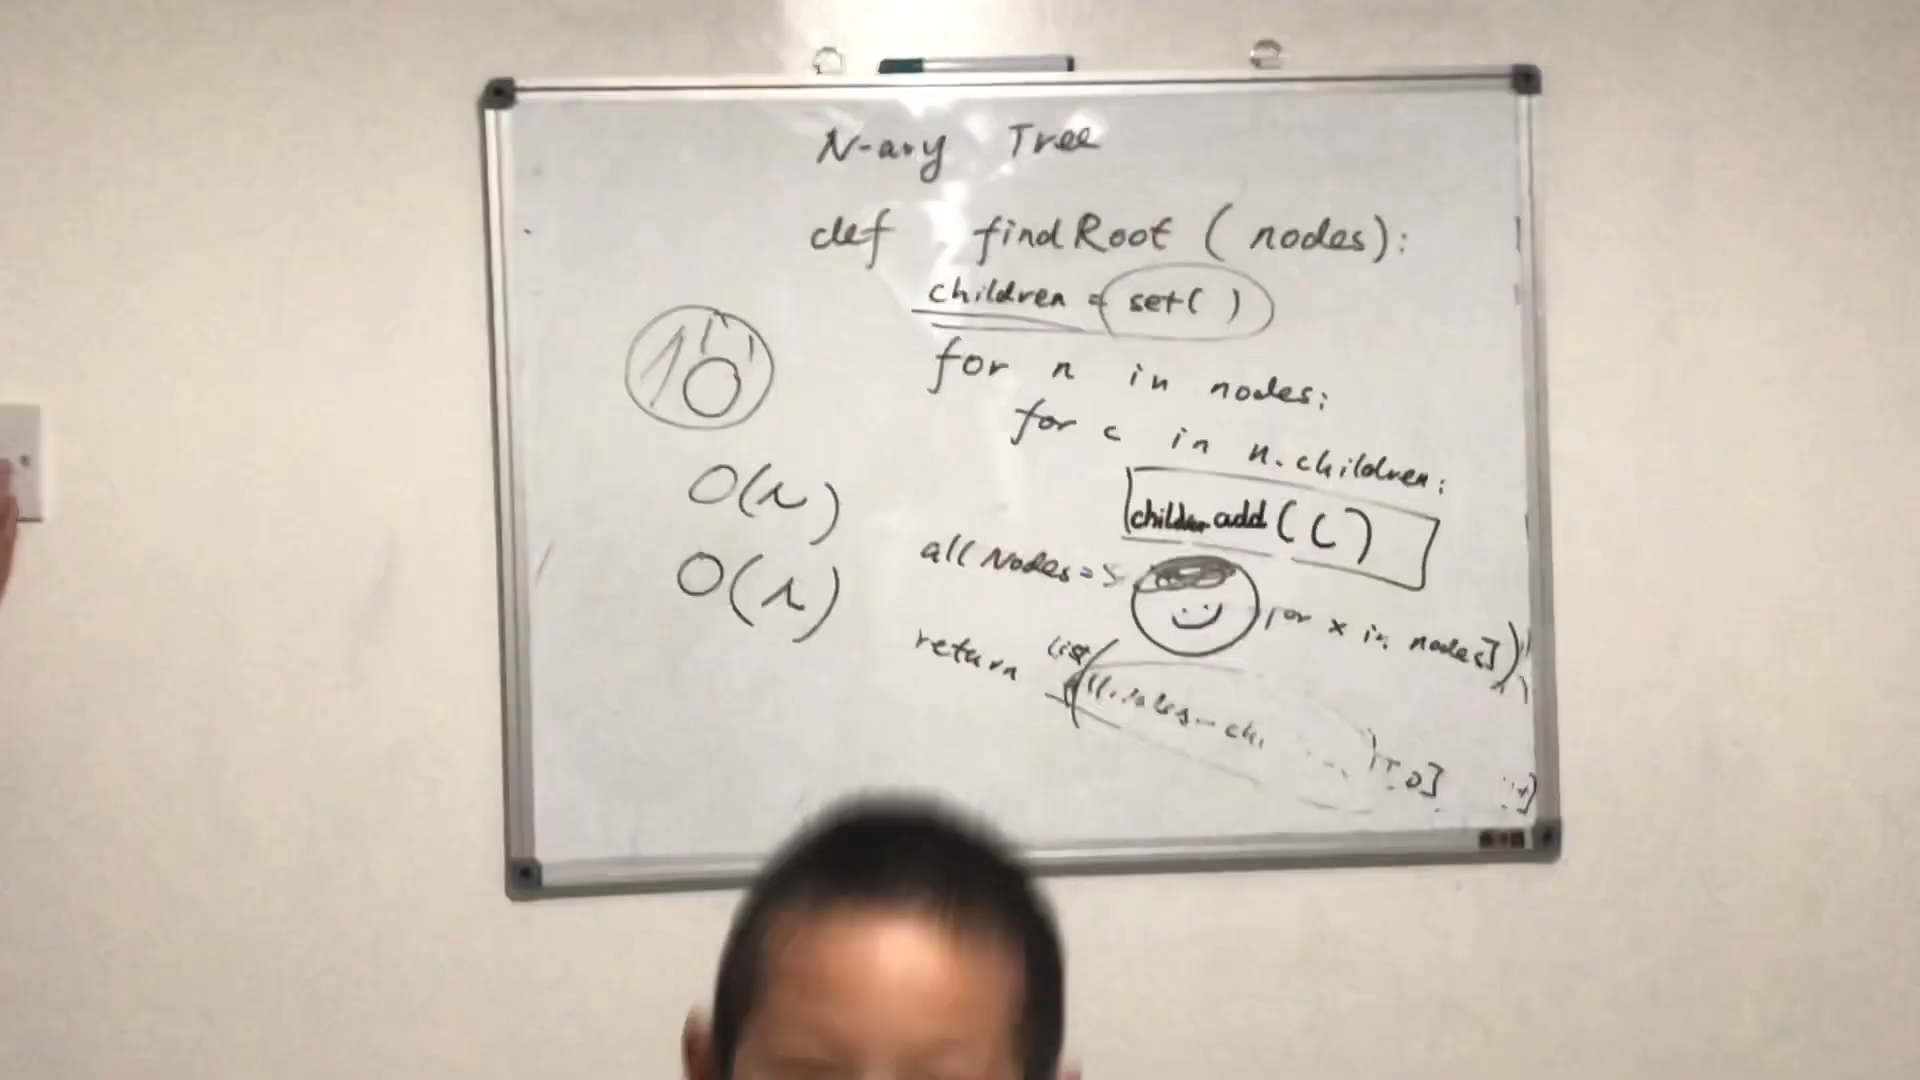 N-ary Tree
def findRoot (nodes):
children = set( )
for n in nodes:
for c in n.children:
children.add(c)
allNodes = s for x in nodes])
return list( )[0]
10
O(N)
O(N)